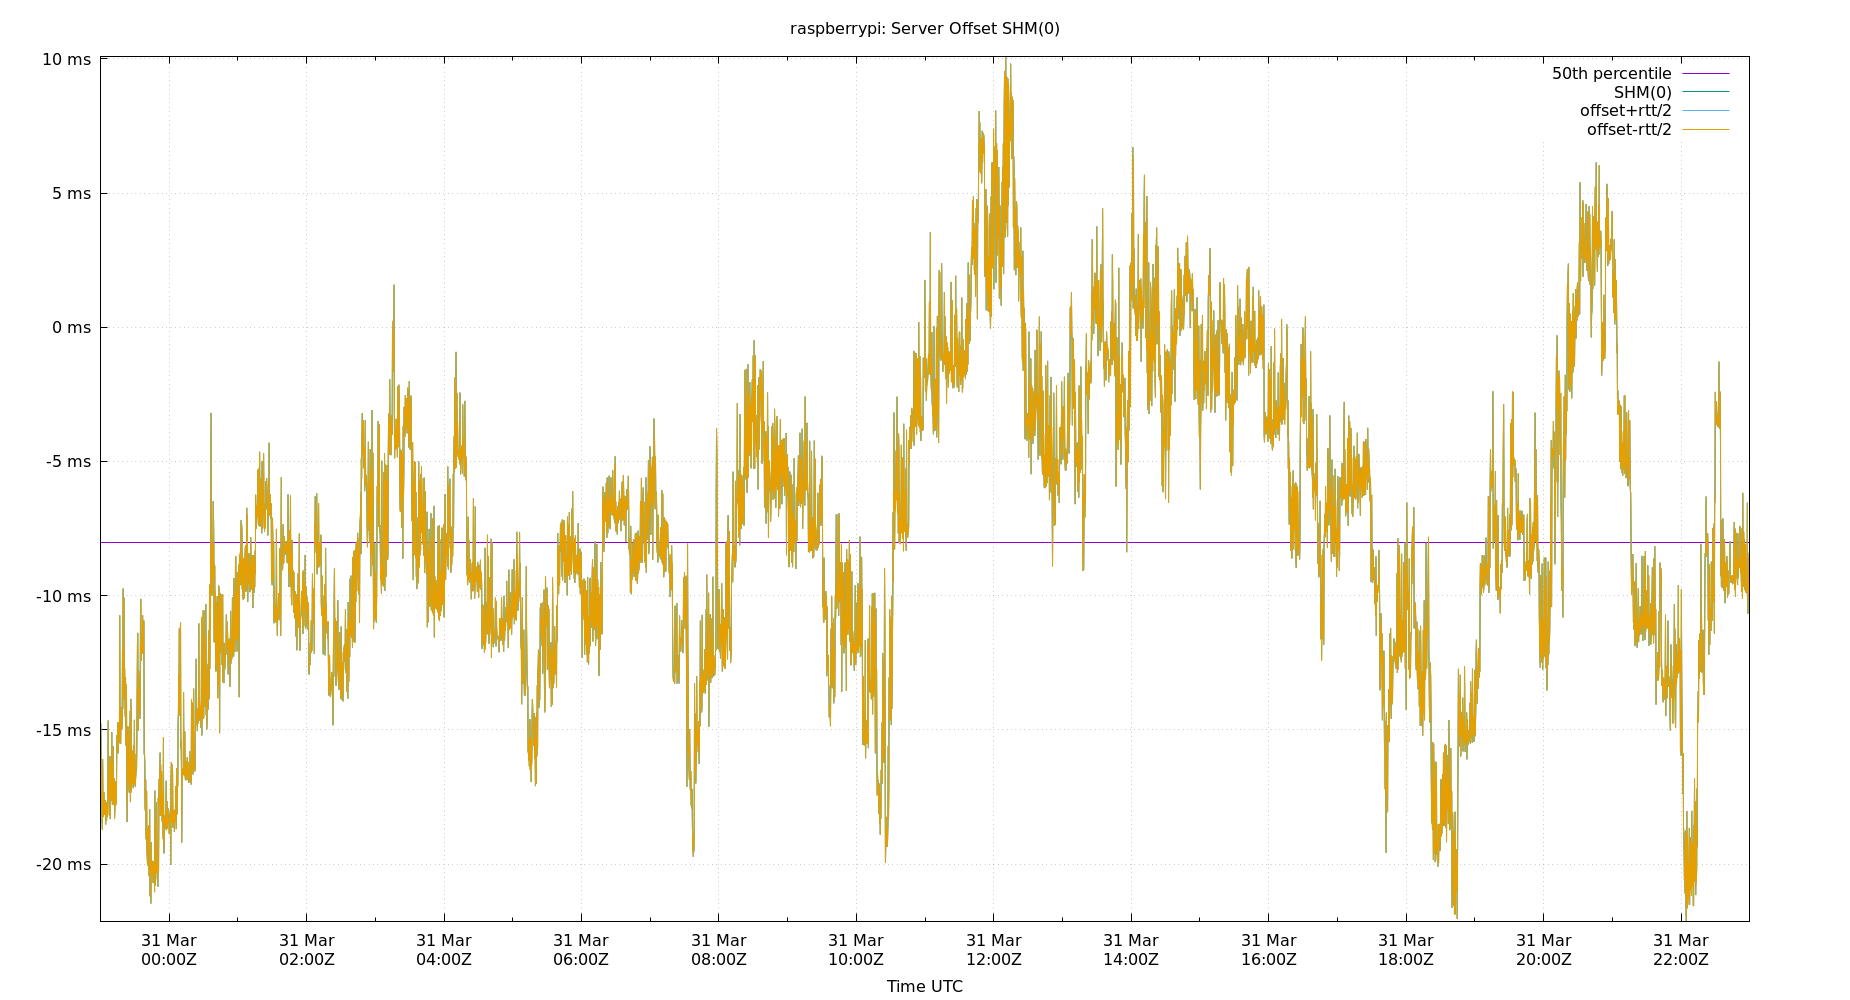 raspberrypi: Server Offset SHM(0)
10 ms
5 ms
0 ms
-5 ms
-10 ms
-15 ms
-20 ms
50th percentile
SHM(0)
offset+rtt/2
offset-rtt/2
31 Mar 31 Mar 31 Mar 31 Mar 31 Mar 31 Mar 31 Mar 31 Mar 31 Mar 31 Mar 31 Mar 31 Mar
00:00Z 02:00Z 04:00Z 06:00Z 08:00Z 10:00Z 12:00Z 14:00Z 16:00Z 18:00Z 20:00Z 22:00Z
Time UTC